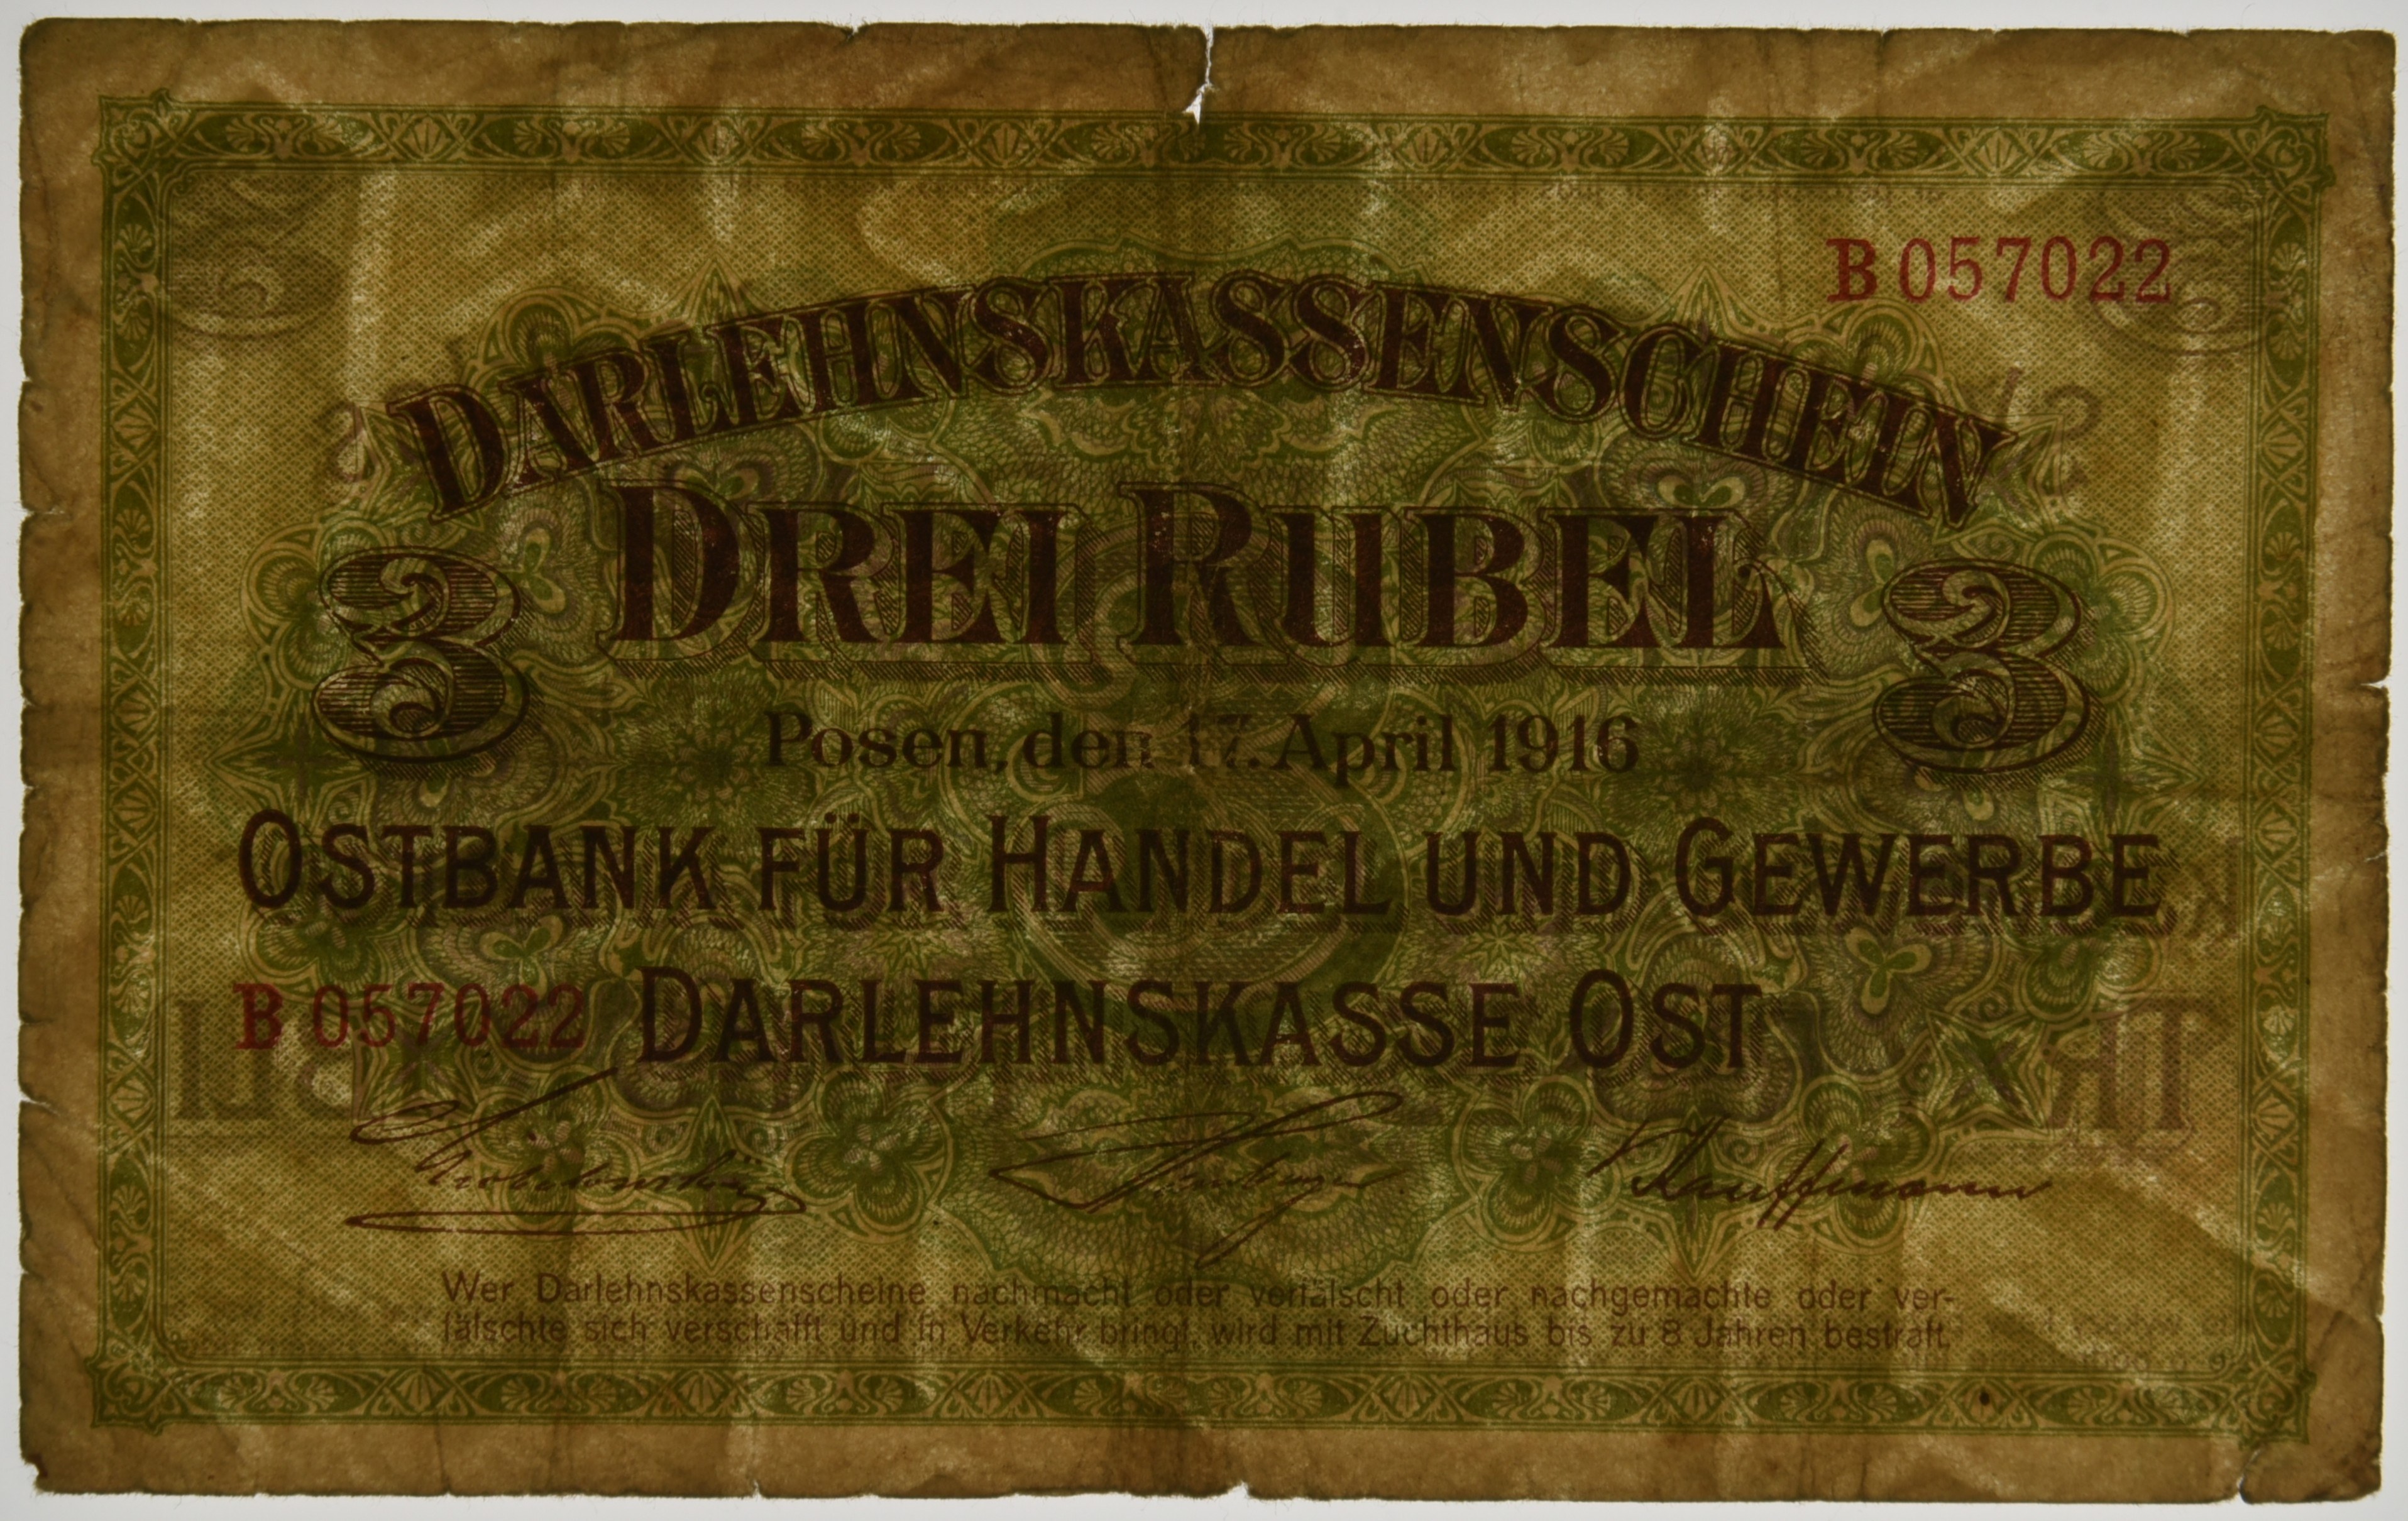 B 057022
DARLEHNSKASSENSCHEIN
3 DREI RUBEL 3
Posen, den 17. April 1916
OSTBANK FÜR HANDEL UND GEWERBE
B 057022 DARLEHNSKASSE OST
Kauffmann
Wer Darlehnskassenscheine nachmacht oder verfälscht oder nachgemachte oder ver-
fälschte sich verschafft und in Verkehr bringt, wird mit Zuchthaus bis zu 8 Jahren bestraft.